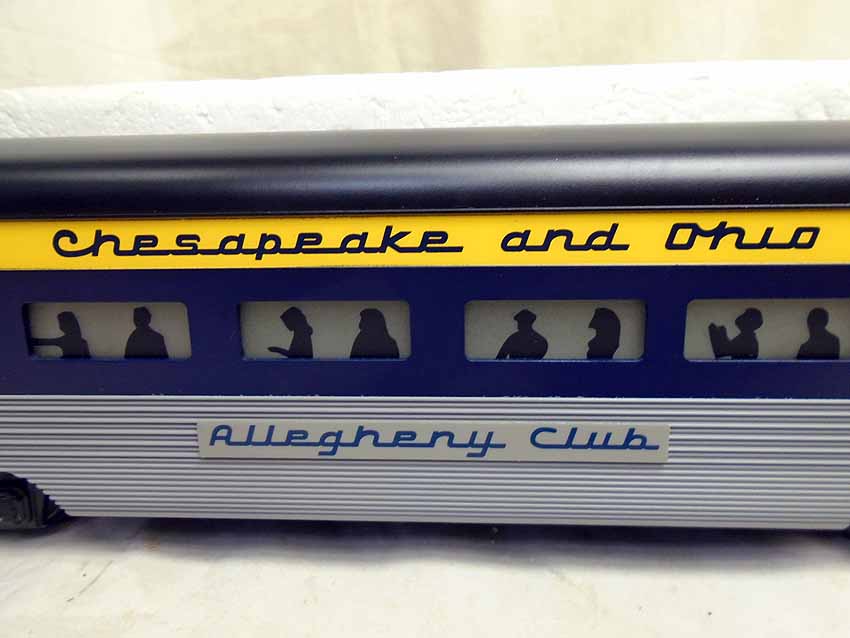 Chesapeake and Ohio
Allegheny Club